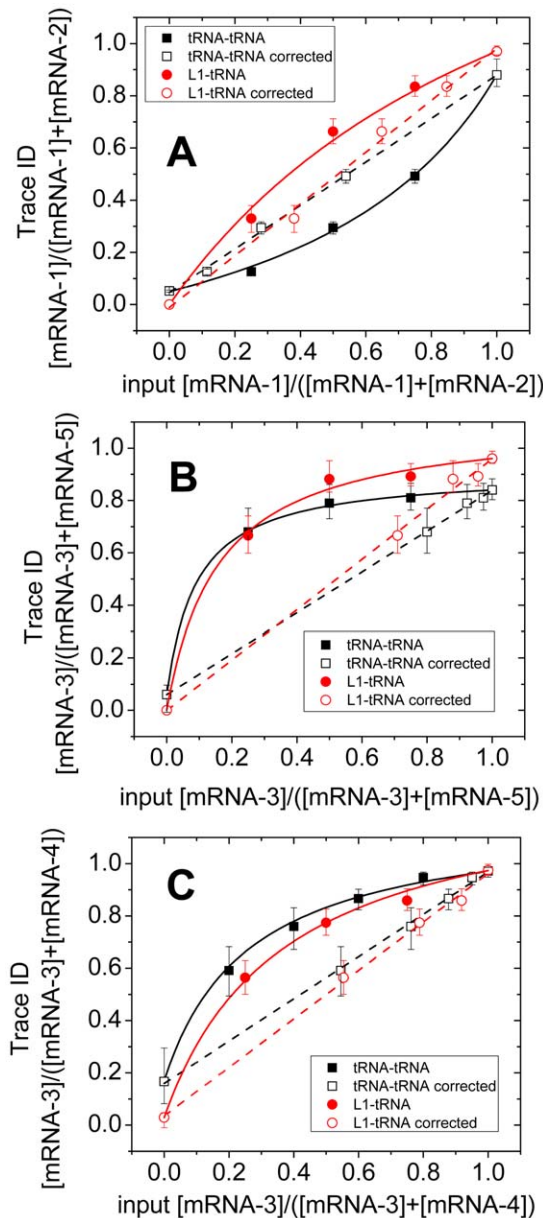 tRNA-tRNA
tRNA-tRNA corrected
L1-tRNA
L1-tRNA corrected
A
Trace ID
[mRNA-1]/([mRNA-1]+[mRNA-2])
1.0
0.8
0.6
0.4
0.2
0.0
0.0 0.2 0.4 0.6 0.8 1.0
input [mRNA-1]/([mRNA-1]+[mRNA-2])
B
Trace ID
[mRNA-3]/([mRNA-3]+[mRNA-5])
1.0
0.8
0.6
0.4
0.2
0.0
tRNA-tRNA
tRNA-tRNA corrected
L1-tRNA
L1-tRNA corrected
0.0 0.2 0.4 0.6 0.8 1.0
input [mRNA-3]/([mRNA-3]+[mRNA-5])
C
Trace ID
[mRNA-3]/([mRNA-3]+[mRNA-4])
1.0
0.8
0.6
0.4
0.2
0.0
tRNA-tRNA
tRNA-tRNA corrected
L1-tRNA
L1-tRNA corrected
0.0 0.2 0.4 0.6 0.8 1.0
input [mRNA-3]/([mRNA-3]+[mRNA-4])